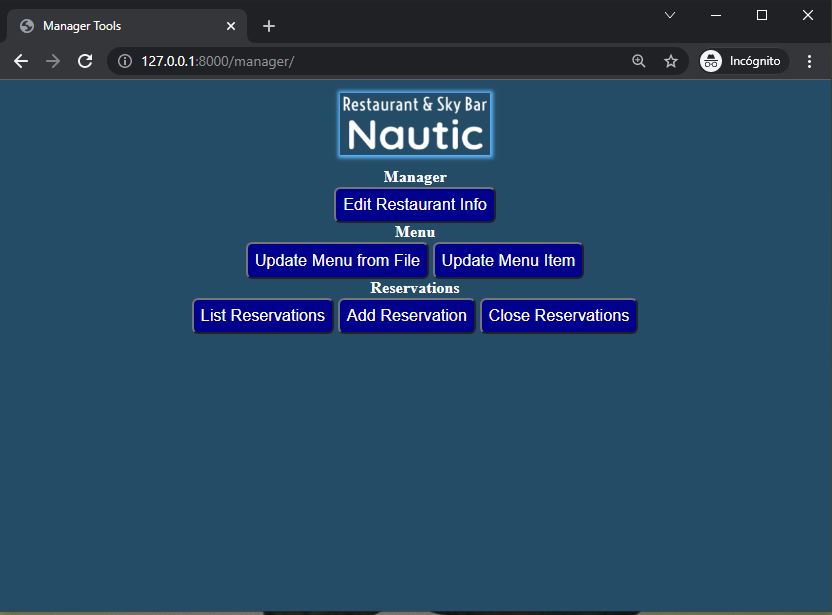 Manager Tools
127.0.0.1:8000/manager/
Incógnito
Restaurant & Sky Bar
Nautic
Manager
Edit Restaurant Info
Menu
Update Menu from File Update Menu Item
Reservations
List Reservations Add Reservation Close Reservations